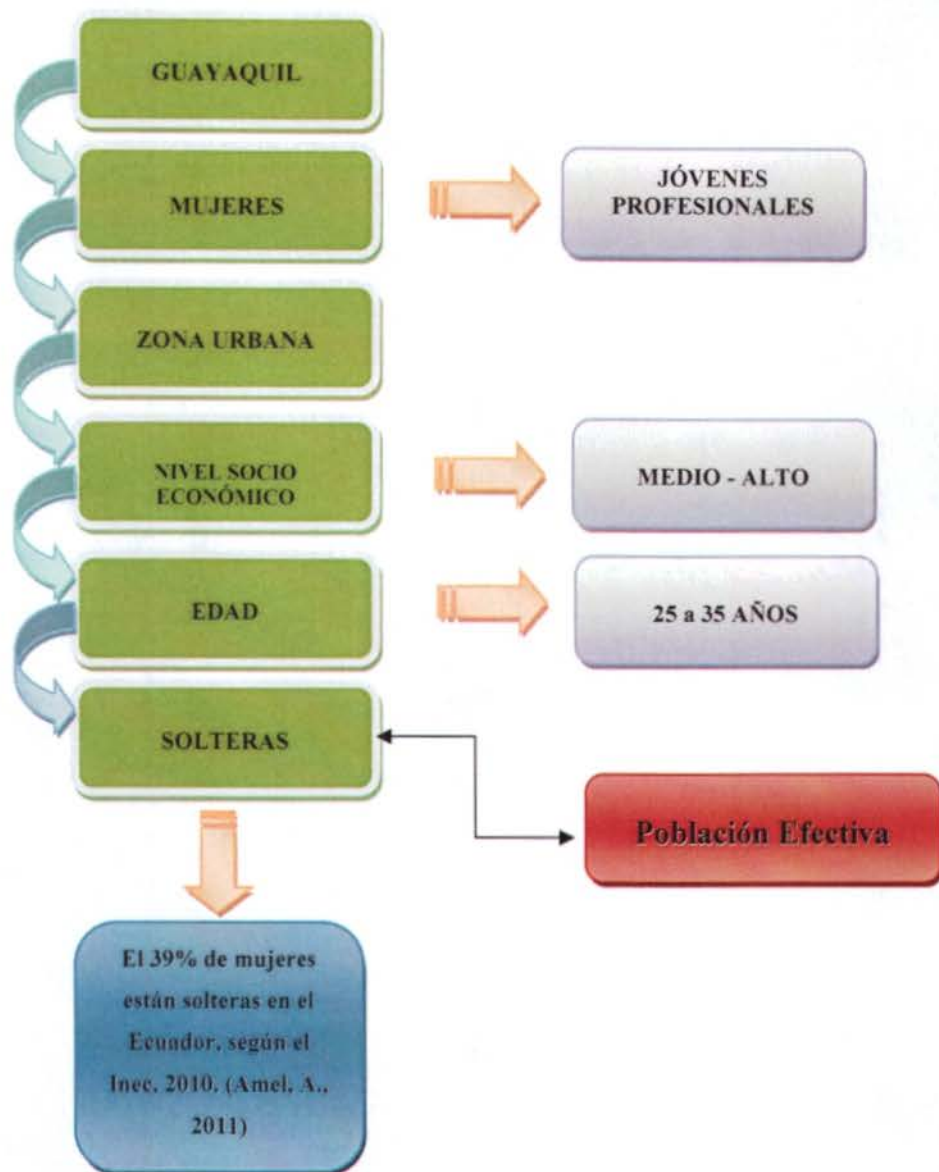 GUAYAQUIL
MUJERES
JÓVENES
PROFESIONALES
ZONA URBANA
NIVEL SOCIO
ECONÓMICO
MEDIO - ALTO
EDAD
25 a 35 AÑOS
SOLTERAS
Población Efectiva
El 39% de mujeres
están solteras en el
Ecuador, según el
Inec. 2010. (Amel, A.,
2011)